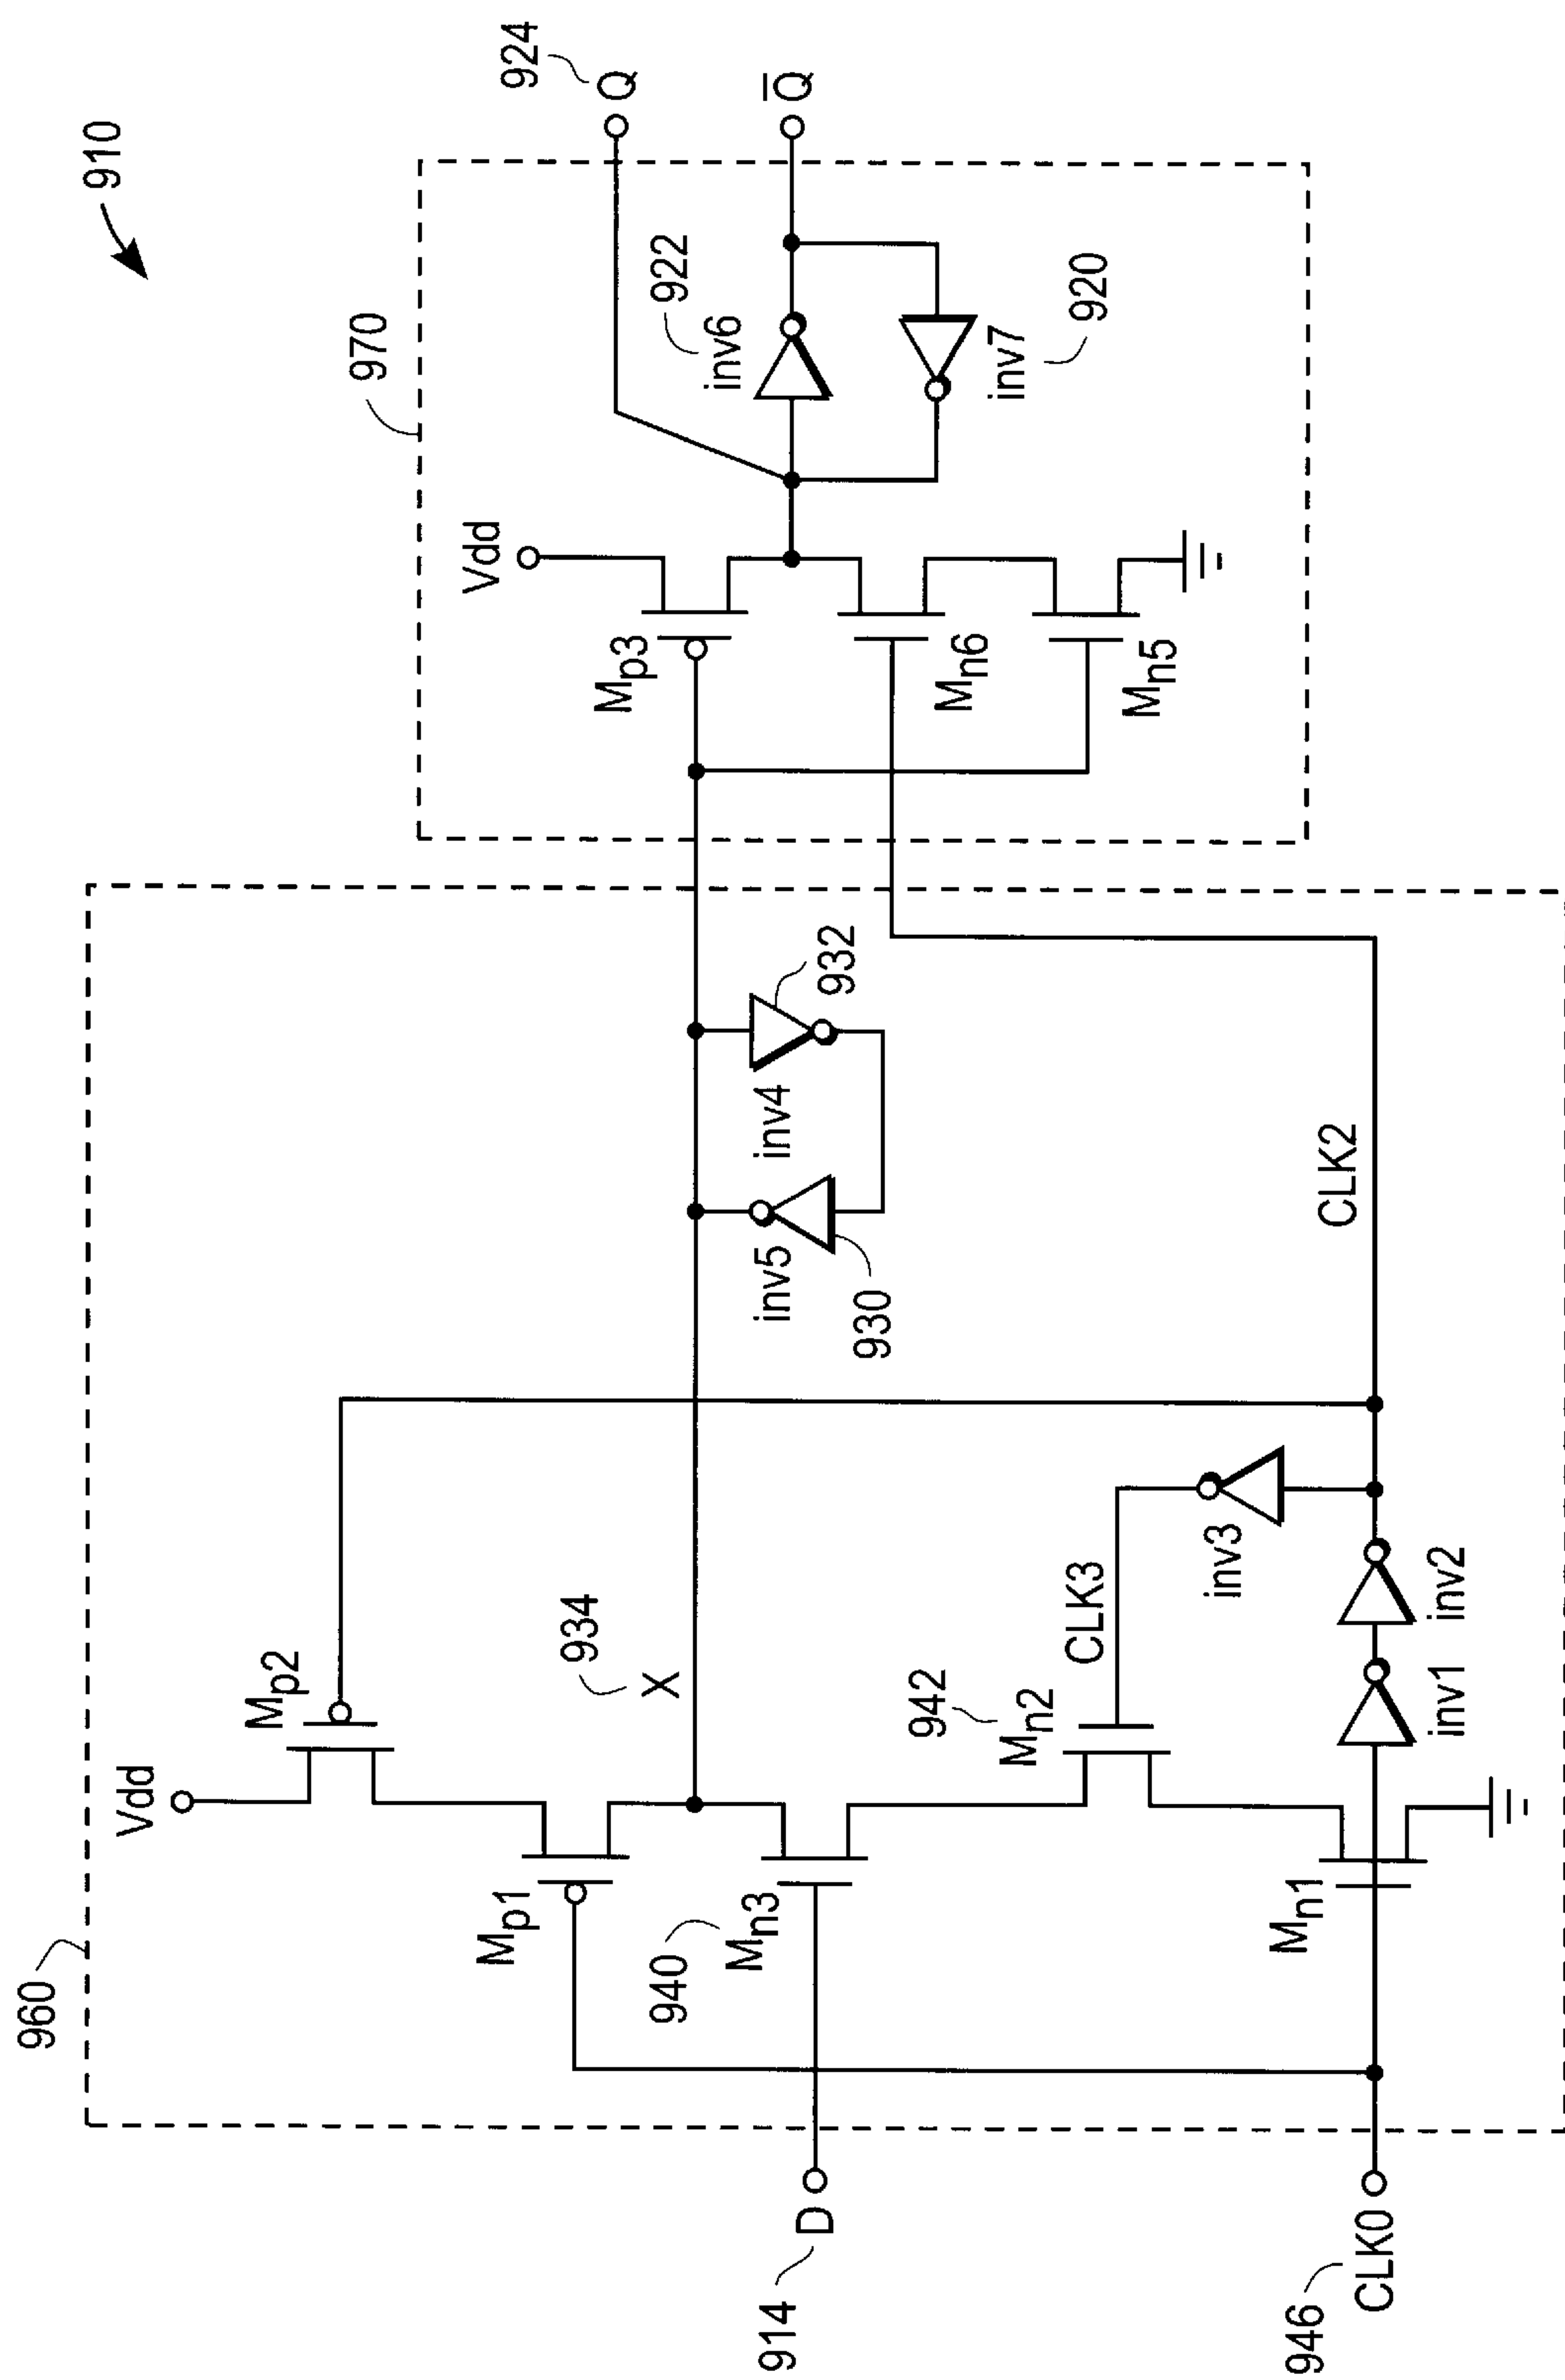 910
960
970
924
Q
Q̅
Vdd
Vdd
Mp2
Mp1
Mp3
934
X
940
Mn3
942
Mn2
Mn1
CLK3
inv3
inv1
inv2
CLK2
inv5
930
inv4
932
Mn6
Mn5
inv6
922
inv7
920
914
D
946
CLK0